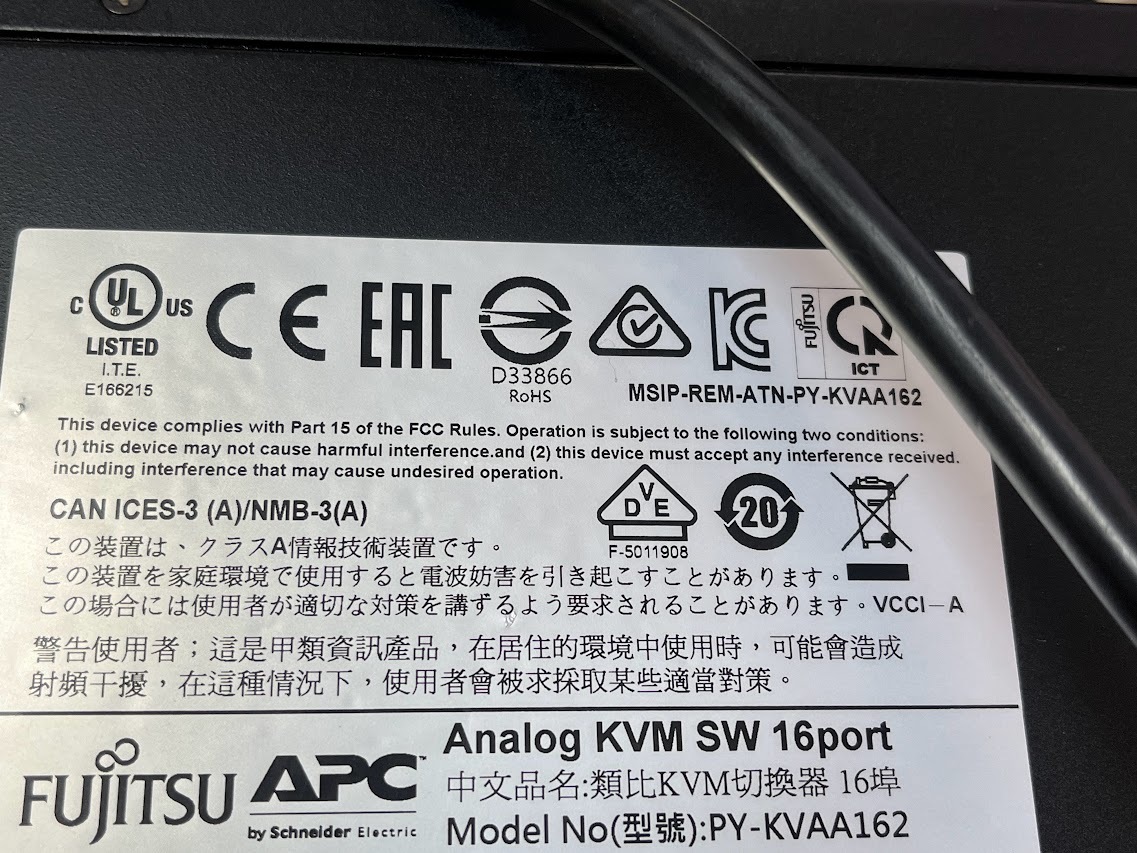 C UL ® US
LISTED
I.T.E.
E166215
CE
EAC
D33866
RoHS
KC
FUJITSU
ICT
MSIP-REM-ATN-PY-KVAA162
This device complies with Part 15 of the FCC Rules. Operation is subject to the following two conditions:
(1) this device may not cause harmful interference.and (2) this device must accept any interference received.
including interference that may cause undesired operation.
CAN ICES-3 (A)/NMB-3(A)
DVE
F-5011908
20
この装置は、クラスA情報技術装置です。
この装置を家庭環境で使用すると電波妨害を引き起こすことがあります。
この場合には使用者が適切な対策を講ずるよう要求されることがあります。VCCI－A
警告使用者；這是甲類資訊產品，在居住的環境中使用時，可能會造成
射頻干擾，在這種情況下，使用者會被求採取某些適當對策。
FUJITSU
APC™
by Schneider Electric
Analog KVM SW 16port
中文品名:類比KVM切換器 16埠
Model No(型號):PY-KVAA162